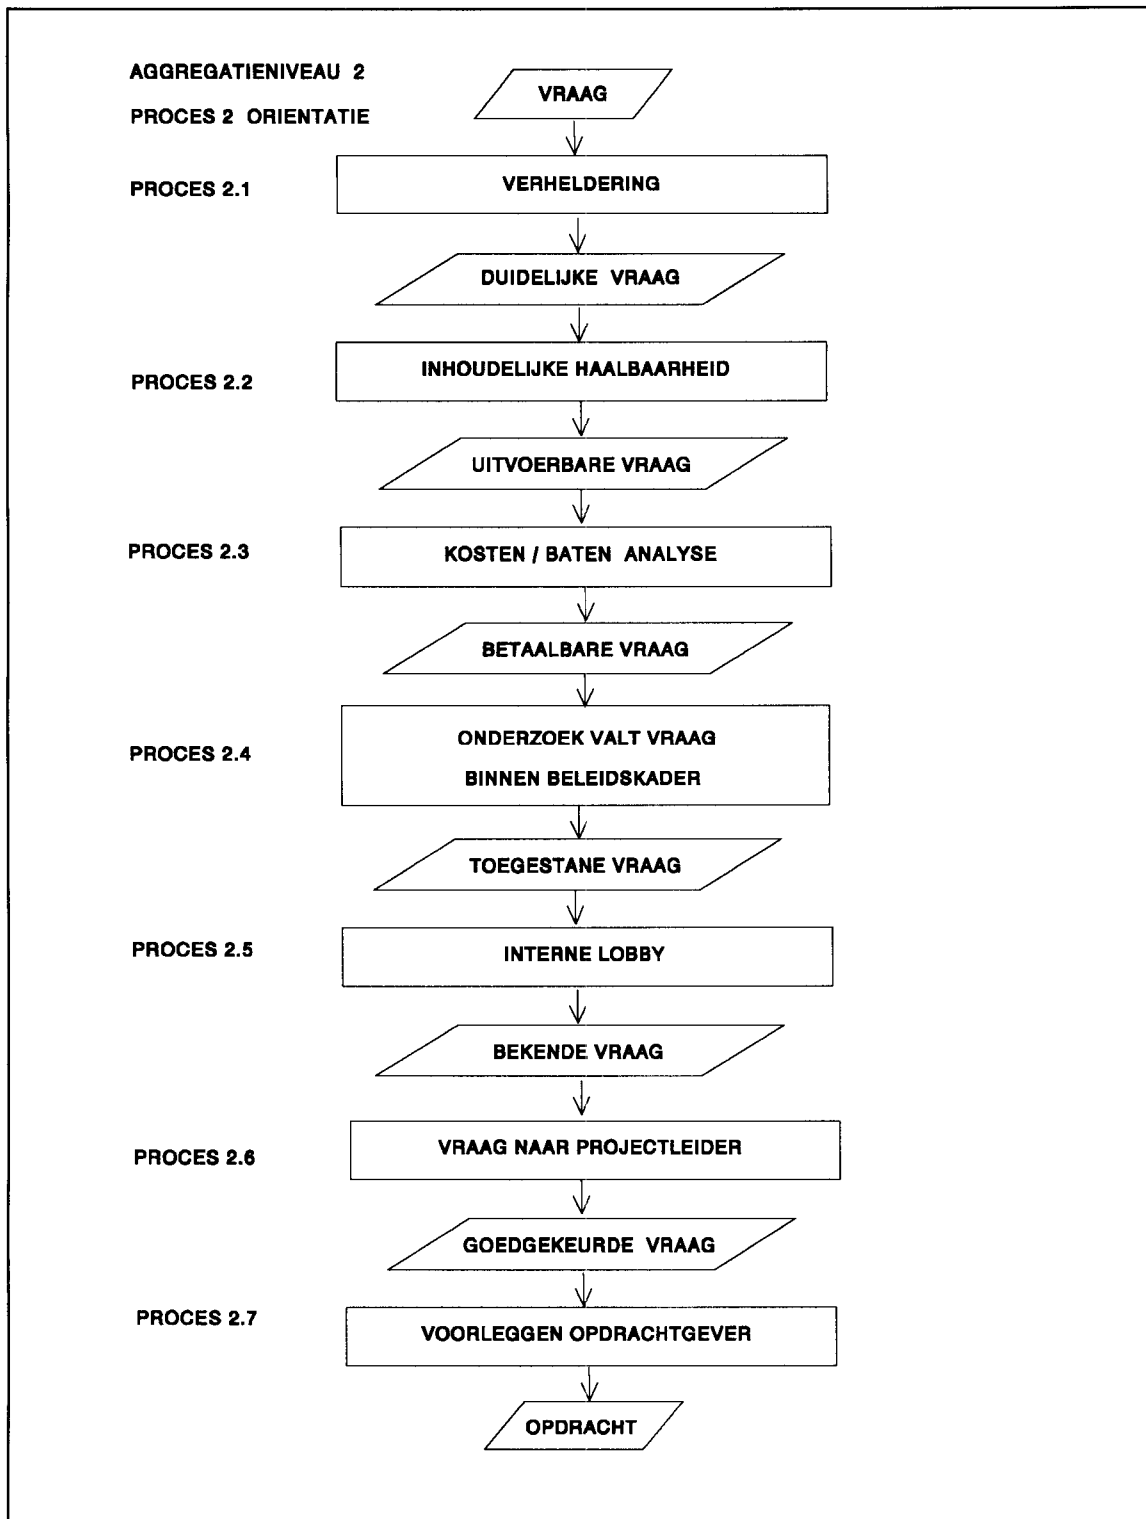 AGGREGATIENIVEAU 2
VRAAG
PROCES 2 ORIENTATIE
PROCES 2.1
VERHELDERING
DUIDELIJKE VRAAG
PROCES 2.2
INHOUDELIJKE HAALBAARHEID
UITVOERBARE VRAAG
PROCES 2.3
KOSTEN / BATEN ANALYSE
BETAALBARE VRAAG
PROCES 2.4
ONDERZOEK VALT VRAAG
BINNEN BELEIDSKADER
TOEGESTANE VRAAG
PROCES 2.5
INTERNE LOBBY
BEKENDE VRAAG
PROCES 2.6
VRAAG NAAR PROJECTLEIDER
GOEDGEKEURDE VRAAG
PROCES 2.7
VOORLEGGEN OPDRACHTGEVER
OPDRACHT